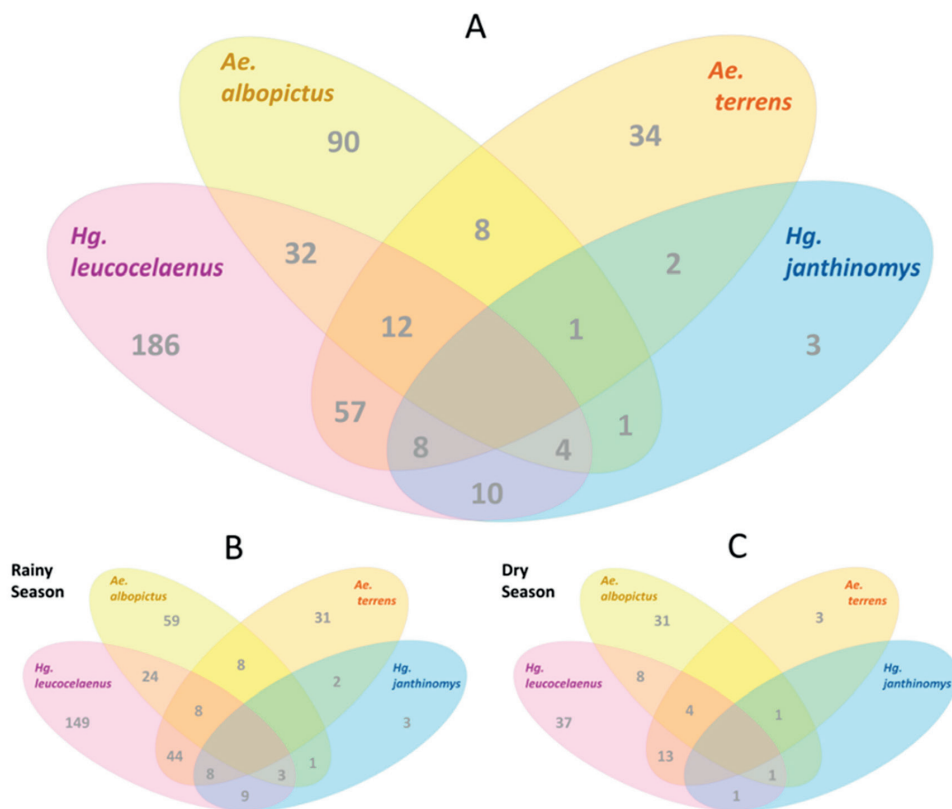 A
Ae.
albopictus
Ae.
terrens
90
34
Hg.
leucocelaenus
8
Hg.
janthinomys
32
2
186
12
1
3
57
8
4
1
10
B
Rainy
Season
Ae.
albopictus
Ae.
terrens
59
31
8
Hg.
leucocelaenus
24
2
Hg.
janthinomys
149
8
3
44
8
3
1
9
C
Dry
Season
Ae.
albopictus
Ae.
terrens
31
3
Hg.
leucocelaenus
8
Hg.
janthinomys
37
4
1
13
1
1